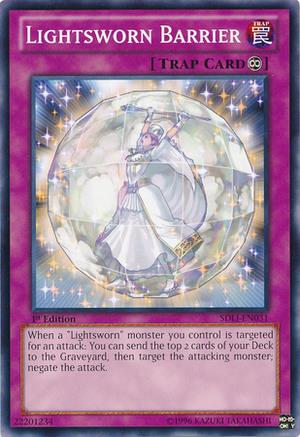 LIGHTSWORN BARRIER
TRAP
罠
[TRAP CARD]
1st Edition
SDLI-EN031
When a "Lightsworn" monster you control is targeted
for an attack: You can send the top 2 cards of your Deck
to the Graveyard, then target the attacking monster;
negate the attack.
22201234
©1996 KAZUKI TAKAHASHI